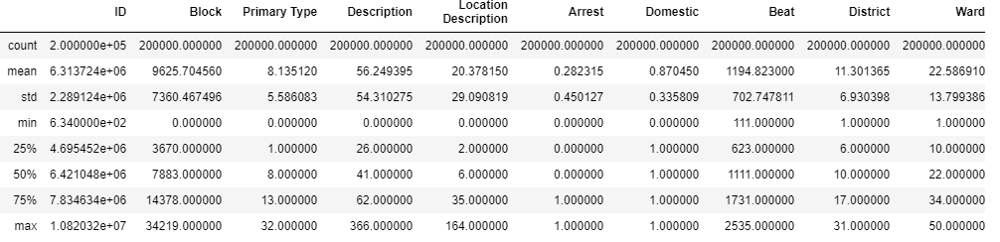 ID Block Primary Type Description Location Description Arrest Domestic Beat District Ward
count 2.000000e+05 200000.000000 200000.000000 200000.000000 200000.000000 200000.000000 200000.000000 200000.000000 200000.000000 200000.000000
mean 6.313724e+06 9625.704560 8.135120 56.249395 20.378150 0.282315 0.870450 1194.823000 11.301365 22.586910
std 2.289124e+06 7360.467496 5.586083 54.310275 29.090819 0.450127 0.335809 702.747811 6.930398 13.799386
min 6.340000e+02 0.000000 0.000000 0.000000 0.000000 0.000000 0.000000 111.000000 1.000000 1.000000
25% 4.695452e+06 3670.000000 1.000000 26.000000 2.000000 0.000000 1.000000 623.000000 6.000000 10.000000
50% 6.421048e+06 7883.000000 8.000000 41.000000 6.000000 0.000000 1.000000 1111.000000 10.000000 22.000000
75% 7.834634e+06 14378.000000 13.000000 62.000000 35.000000 1.000000 1.000000 1731.000000 17.000000 34.000000
max 1.082032e+07 34219.000000 32.000000 366.000000 164.000000 1.000000 1.000000 2535.000000 31.000000 50.000000